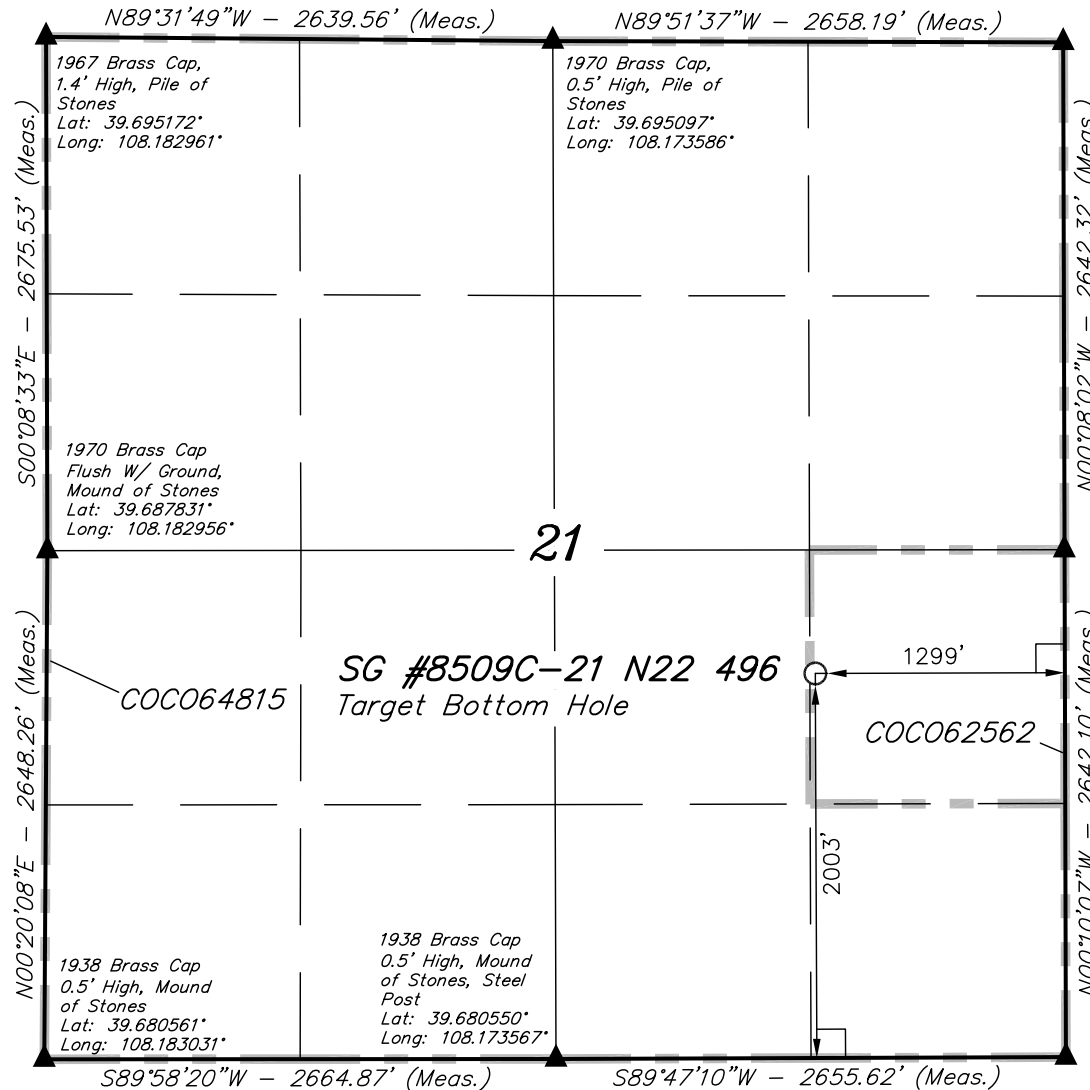 N89°31'49"W - 2639.56' (Meas.)
N89°51'37"W - 2658.19' (Meas.)
1967 Brass Cap,
1.4' High, Pile of
Stones
Lat: 39.695172°
Long: 108.182961°
1970 Brass Cap,
0.5' High, Pile of
Stones
Lat: 39.695097°
Long: 108.173586°
S00°08'33"E - 2675.53' (Meas.)
N00°08'02"W - 2642.32' (Meas.)
1970 Brass Cap
Flush W/ Ground,
Mound of Stones
Lat: 39.687831°
Long: 108.182956°
21
SG #8509C-21 N22 496
Target Bottom Hole
1299'
COC064815
COC062562
2003'
N00°20'08"E - 2648.26' (Meas.)
N00°10'07"W - 2642.10' (Meas.)
1938 Brass Cap
0.5' High, Mound
of Stones
Lat: 39.680561°
Long: 108.183031°
1938 Brass Cap
0.5' High, Mound
of Stones, Steel
Post
Lat: 39.680550°
Long: 108.173567°
S89°58'20"W - 2664.87' (Meas.)
S89°47'10"W - 2655.62' (Meas.)